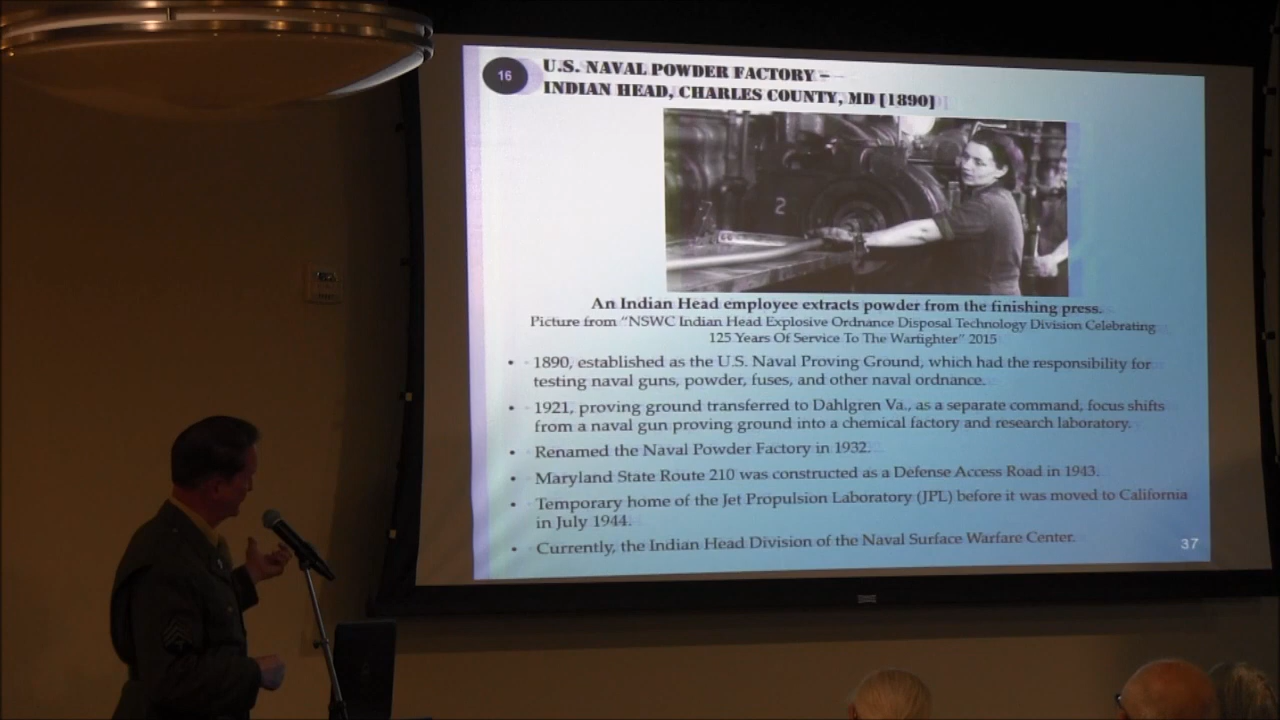 16
U.S. NAVAL POWDER FACTORY –
INDIAN HEAD, CHARLES COUNTY, MD [1890]
2
An Indian Head employee extracts powder from the finishing press.
Picture from “NSWC Indian Head Explosive Ordnance Disposal Technology Division Celebrating
125 Years Of Service To The Warfighter” 2015
• 1890, established as the U.S. Naval Proving Ground, which had the responsibility for
testing naval guns, powder, fuses, and other naval ordnance.
• 1921, proving ground transferred to Dahlgren Va., as a separate command, focus shifts
from a naval gun proving ground into a chemical factory and research laboratory.
• Renamed the Naval Powder Factory in 1932.
• Maryland State Route 210 was constructed as a Defense Access Road in 1943.
• Temporary home of the Jet Propulsion Laboratory (JPL) before it was moved to California
in July 1944.
• Currently, the Indian Head Division of the Naval Surface Warfare Center.
37